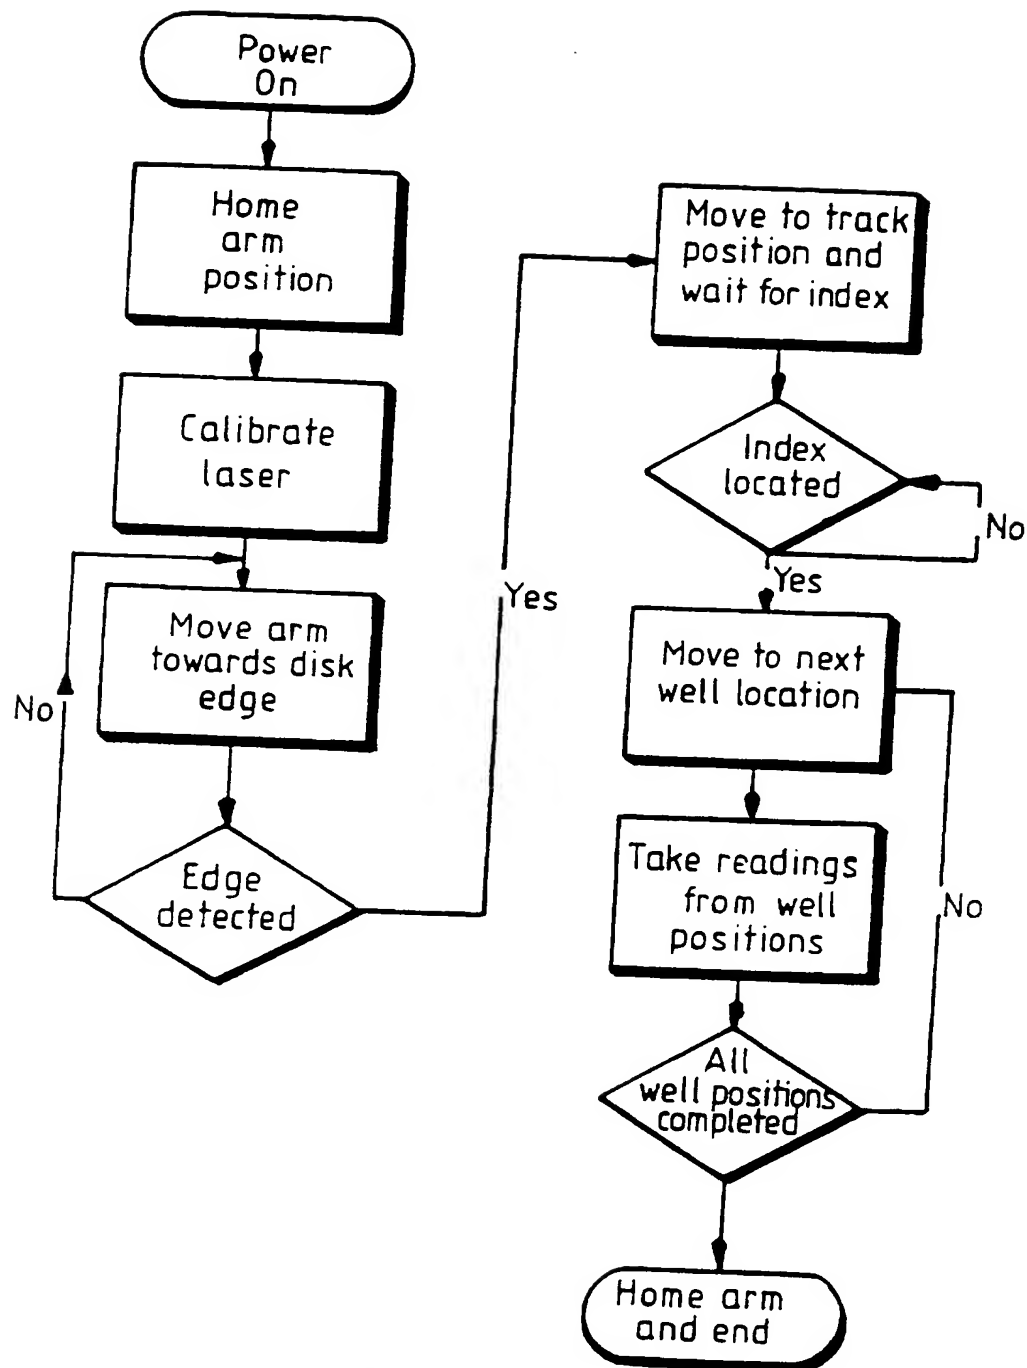 Power
On
Home
arm
position
Calibrate
laser
Move arm
towards disk
edge
No
Edge
detected
Yes
Move to track
position and
wait for index
Index
located
No
Yes
Move to next
well location
Take readings
from well
positions
No
All
well positions
completed
Home arm
and end